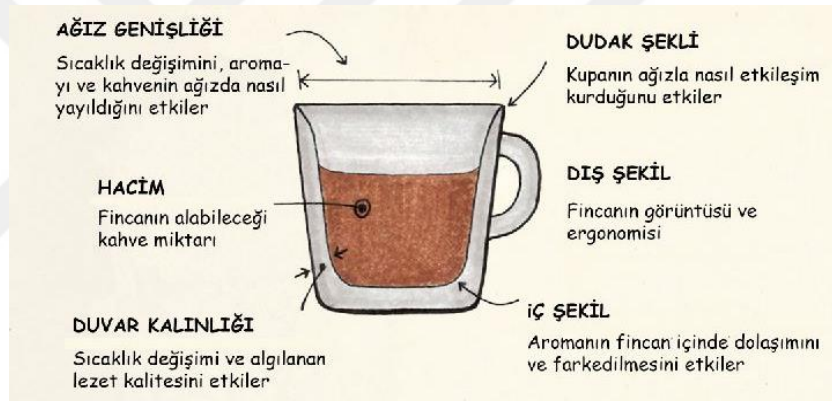 AĞIZ GENİŞLİĞİ
Sıcaklık değişimini, aroma-
yı ve kahvenin ağızda nasıl
yayıldığını etkiler
DUDAK ŞEKLİ
Kupanın ağızla nasıl etkileşim
kurduğunu etkiler
HACİM
Fincanın alabileceği
kahve miktarı
DIŞ ŞEKİL
Fincanın görüntüsü ve
ergonomisi
DUVAR KALINLIĞI
Sıcaklık değişimi ve algılanan
lezet kalitesini etkiler
İÇ ŞEKİL
Aromanın fincan içinde dolaşımını
ve farkedilmesini etkiler